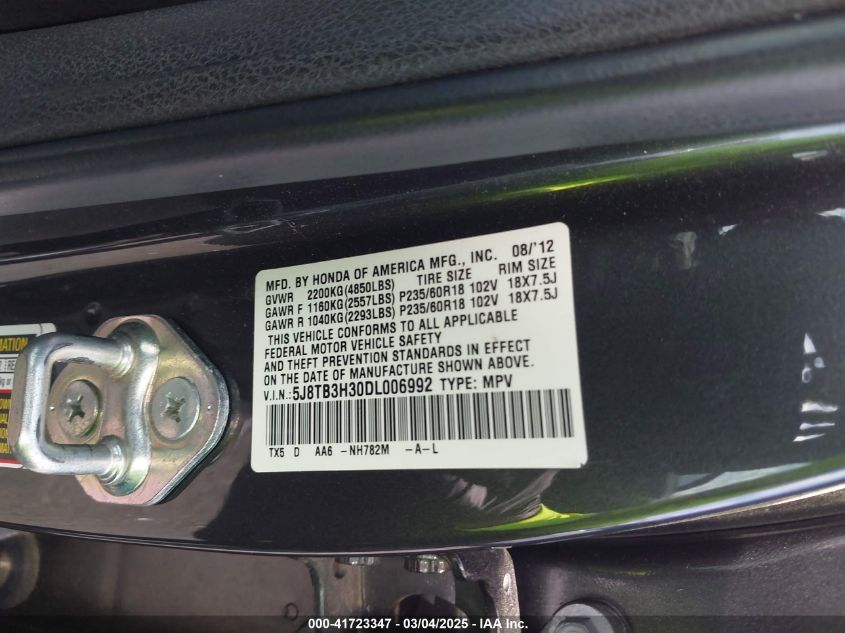 MFD. BY HONDA OF AMERICA MFG., INC. 08/'12
GVWR 2200KG(4850LBS) TIRE SIZE RIM SIZE
GAWR F 1160KG(2557LBS) P235/60R18 102V 18X7.5J
GAWR R 1040KG(2293LBS) P235/60R18 102V 18X7.5J
THIS VEHICLE CONFORMS TO ALL APPLICABLE
FEDERAL MOTOR VEHICLE SAFETY
AND THEFT PREVENTION STANDARDS IN EFFECT
ON THE DATE OF MANUFACTURE SHOWN ABOVE.
V.I.N.:5J8TB3H30DL006992 TYPE: MPV
TX5 D AA6 -NH782M -A-L
000-41723347 - 03/04/2025 - IAA Inc.